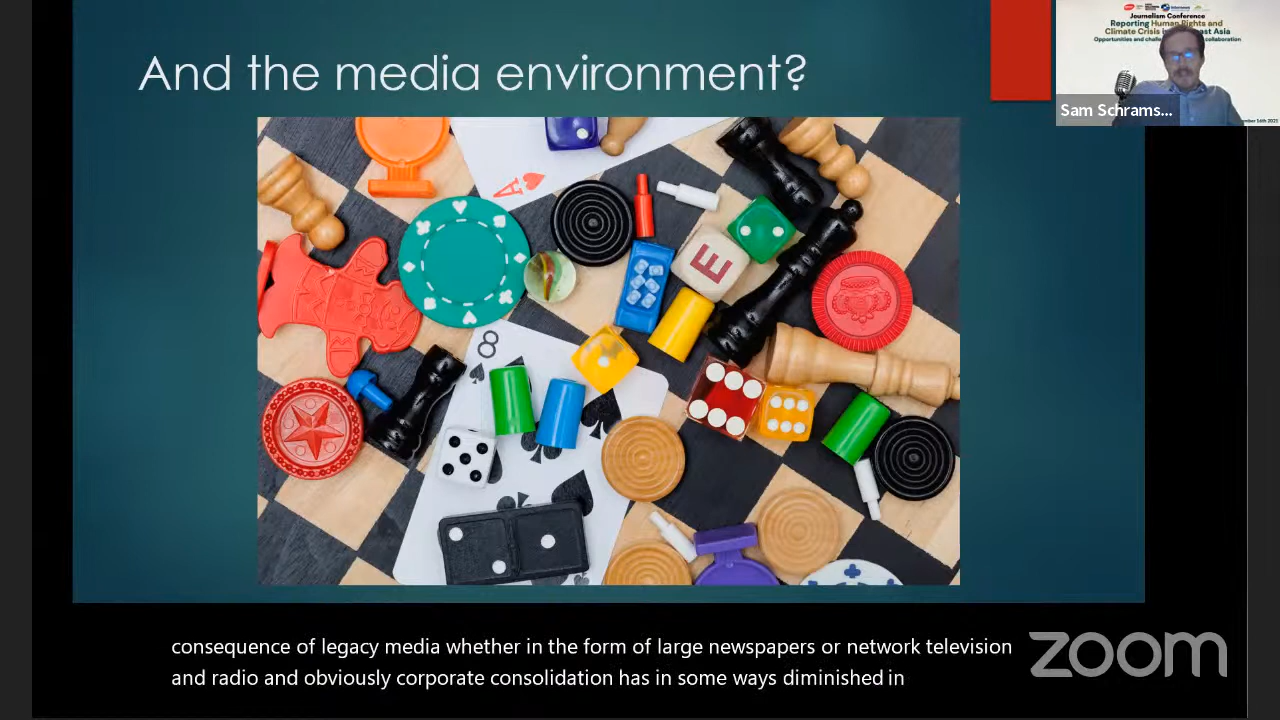 And the media environment?
Journalism Conference
Reporting Human Rights and
Climate Crisis in Southeast Asia
Sam Schrams...
A
E
8
consequence of legacy media whether in the form of large newspapers or network television
and radio and obviously corporate consolidation has in some ways diminished in
zoom